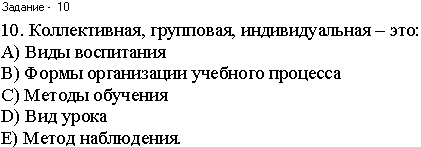 Задание - 10
10. Коллективная, групповая, индивидуальная – это:
A) Виды воспитания
B) Формы организации учебного процесса
C) Методы обучения
D) Вид урока
E) Метод наблюдения.